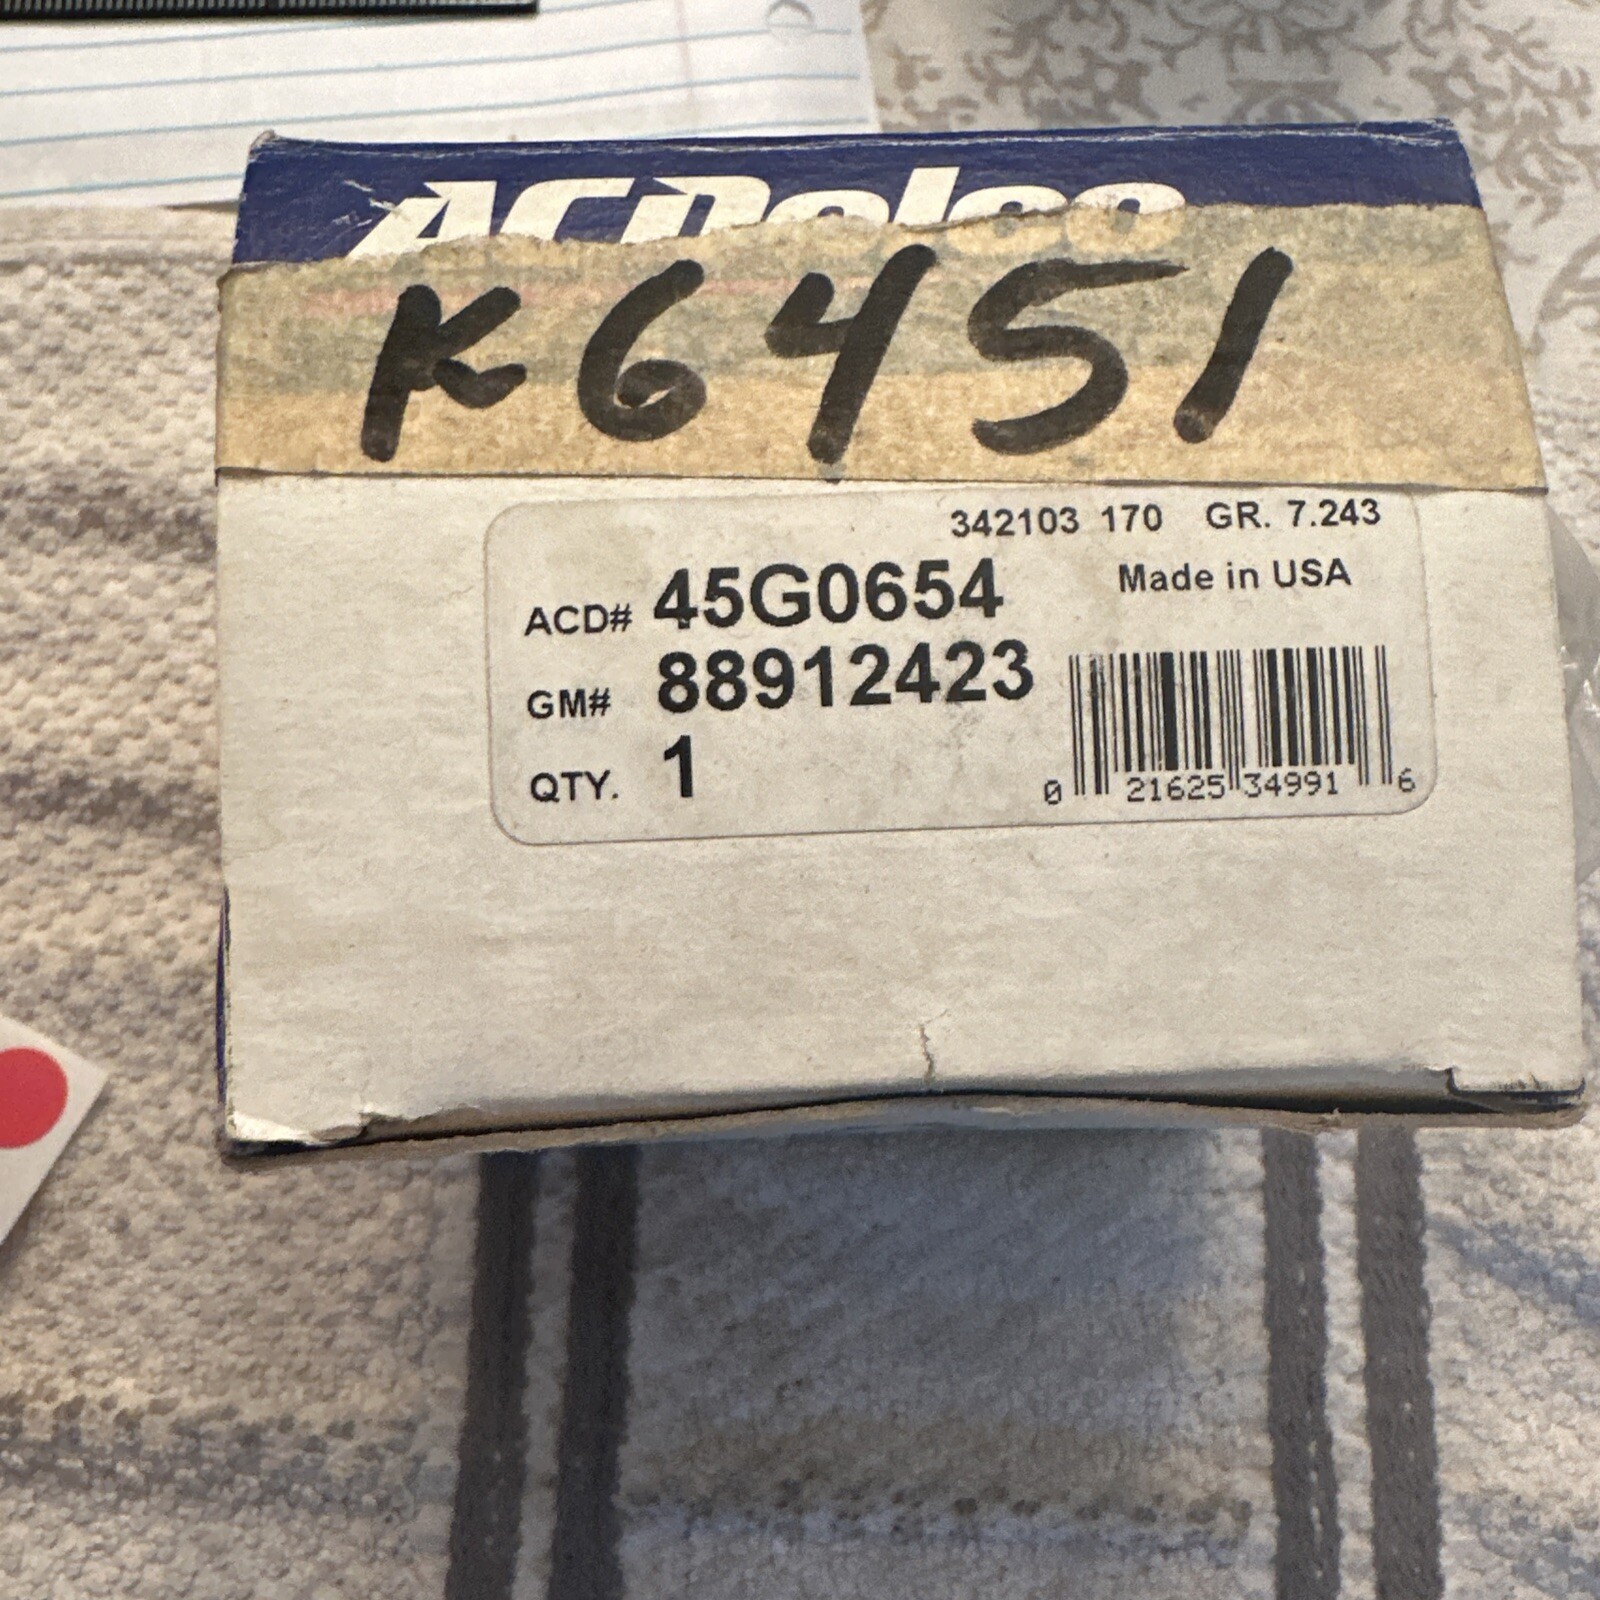 ACDelco
K6451
342103 170 GR. 7.243
ACD# 45G0654 Made in USA
GM# 88912423
QTY. 1
0 21625 34991 6